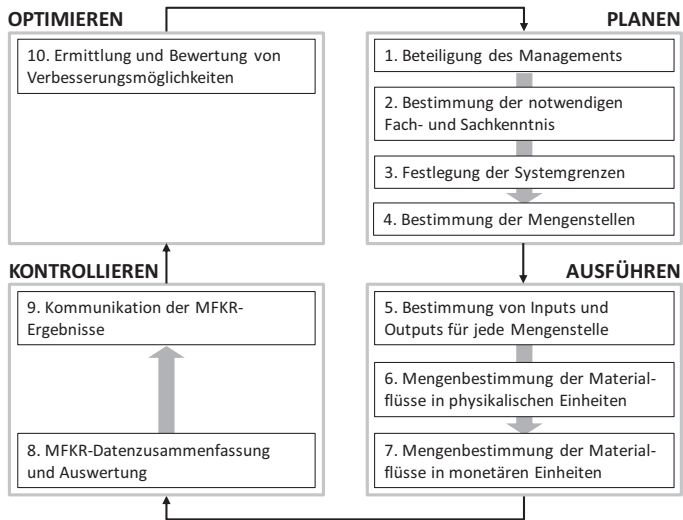 OPTIMIEREN
10. Ermittlung und Bewertung von
Verbesserungsmöglichkeiten
PLANEN
1. Beteiligung des Managements
2. Bestimmung der notwendigen
Fach- und Sachkenntnis
3. Festlegung der Systemgrenzen
4. Bestimmung der Mengenstellen
KONTROLLIEREN
9. Kommunikation der MFKR-
Ergebnisse
8. MFKR-Datenzusammenfassung
und Auswertung
AUSFÜHREN
5. Bestimmung von Inputs und
Outputs für jede Mengenstelle
6. Mengenbestimmung der Material-
flüsse in physikalischen Einheiten
7. Mengenbestimmung der Material-
flüsse in monetären Einheiten